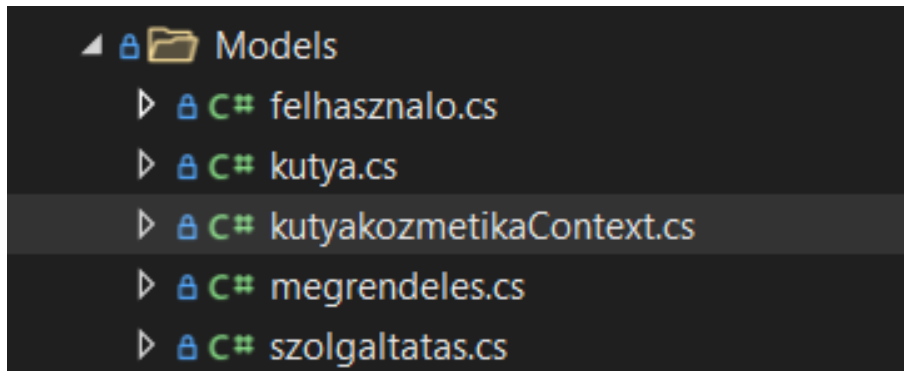 Models
C# felhasznalo.cs
C# kutya.cs
C# kutyakozmetikaContext.cs
C# megrendeles.cs
C# szolgaltatas.cs